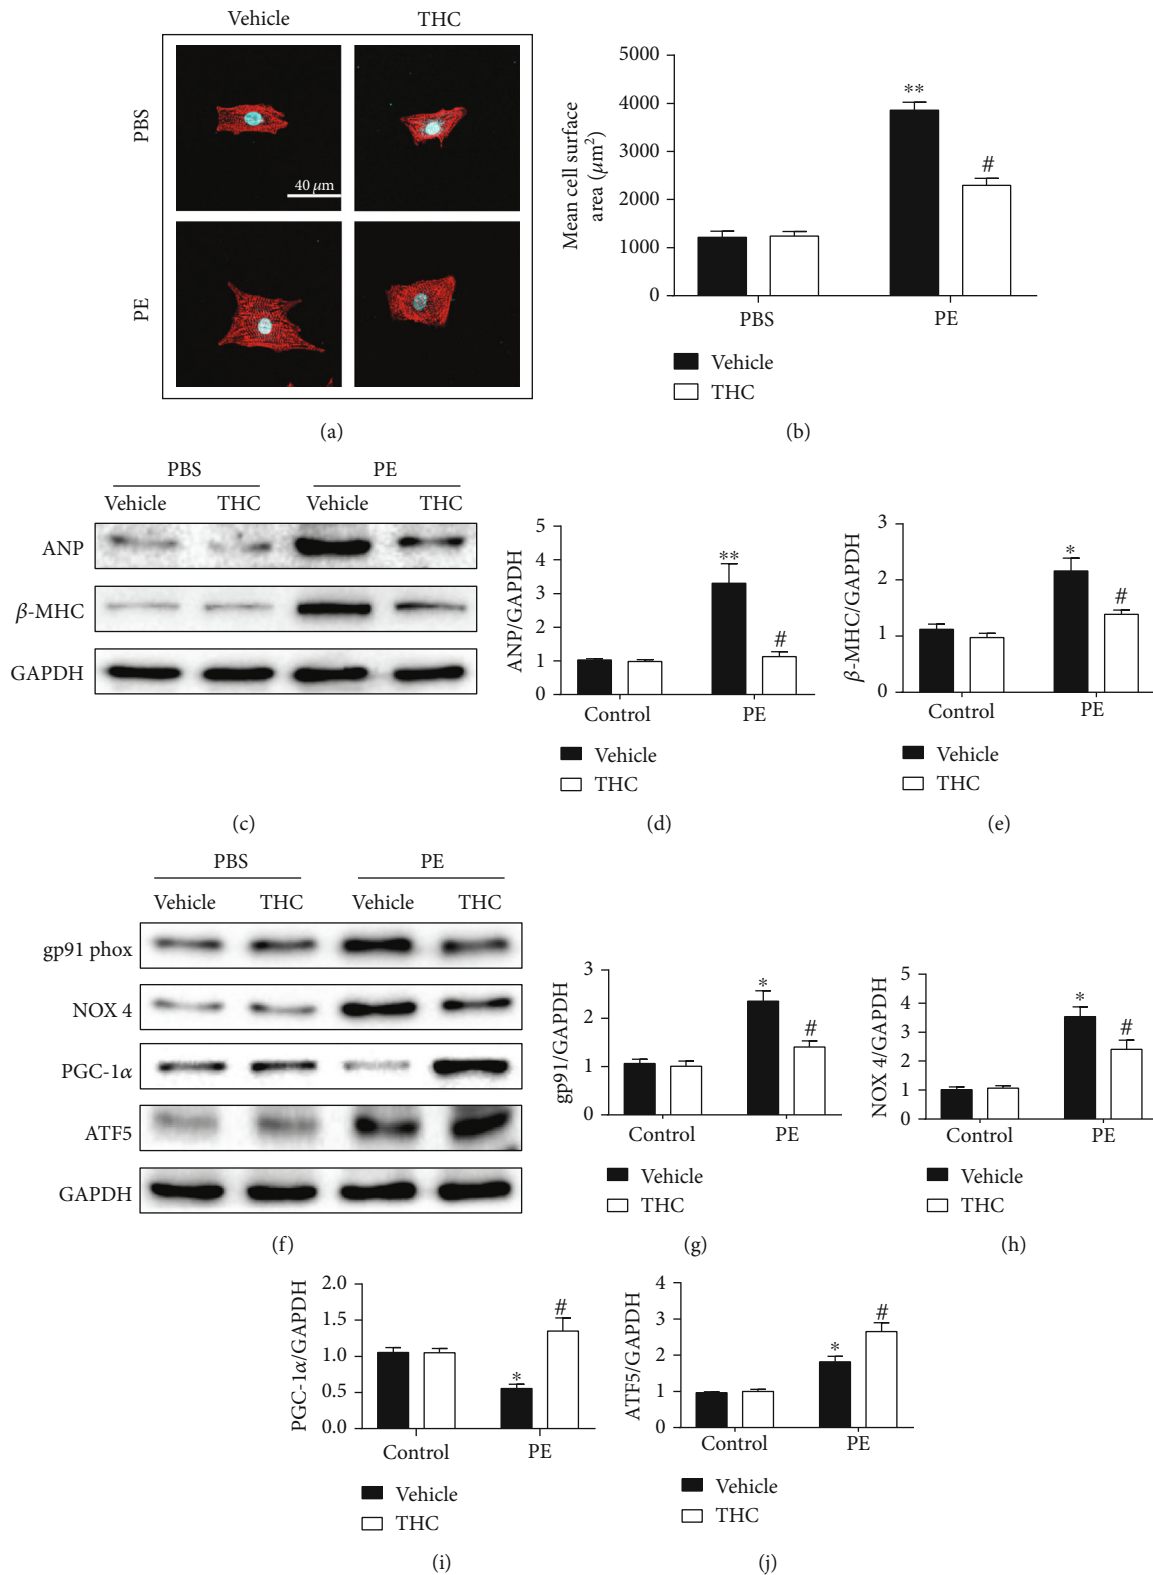 Vehicle THC
PBS
PE
40 μm
(a)
Mean cell surface
area (μm²)
5000
4000
3000
2000
1000
0
**
#
PBS PE
Vehicle
THC
(b)
PBS PE
Vehicle THC Vehicle THC
ANP
β-MHC
GAPDH
(c)
ANP/GAPDH
5
4
3
2
1
0
**
#
Control PE
Vehicle
THC
(d)
β-MHC/GAPDH
3
2
1
0
*
#
Control PE
Vehicle
THC
(e)
PBS PE
Vehicle THC Vehicle THC
gp91 phox
NOX 4
PGC-1α
ATF5
GAPDH
(f)
gp91/GAPDH
3
2
1
0
*
#
Control PE
Vehicle
THC
(g)
NOX 4/GAPDH
5
4
3
2
1
0
*
#
Control PE
Vehicle
THC
(h)
PGC-1α/GAPDH
2.0
1.5
1.0
0.5
0.0
*
#
Control PE
Vehicle
THC
(i)
ATF5/GAPDH
4
3
2
1
0
*
#
Control PE
Vehicle
THC
(j)